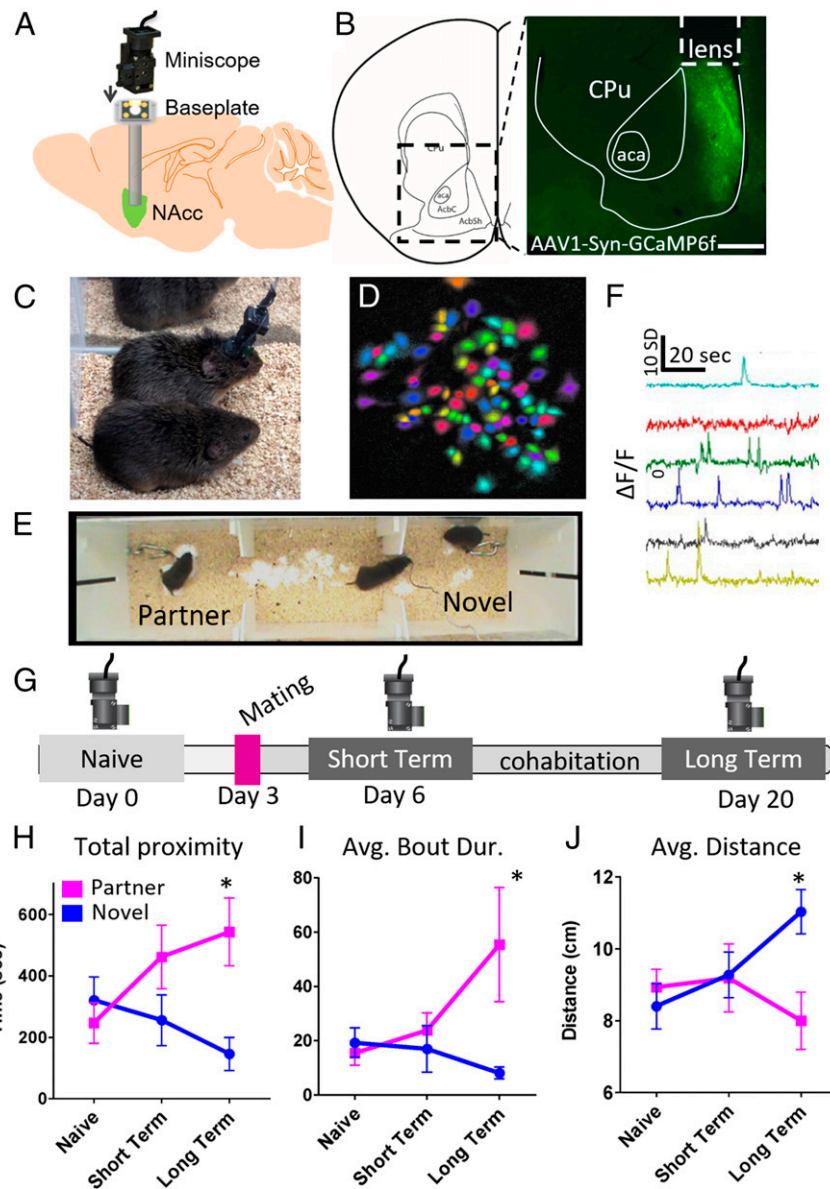 A
Miniscope
Baseplate
NAcc
B
CPu
aca
AcbC
AcbSh
lens
CPu
aca
AAV1-Syn-GCaMP6f
C
D
F
10 SD
20 sec
ΔF/F
0
E
Partner
Novel
G
Mating
Naive
Short Term
cohabitation
Long Term
Day 0
Day 3
Day 6
Day 20
H
Total proximity
Partner
Novel
*
600
400
200
0
Naive
Short Term
Long Term
I
Avg. Bout Dur.
*
80
60
40
20
0
Naive
Short Term
Long Term
J
Avg. Distance
*
Distance (cm)
12
10
8
6
Naive
Short Term
Long Term